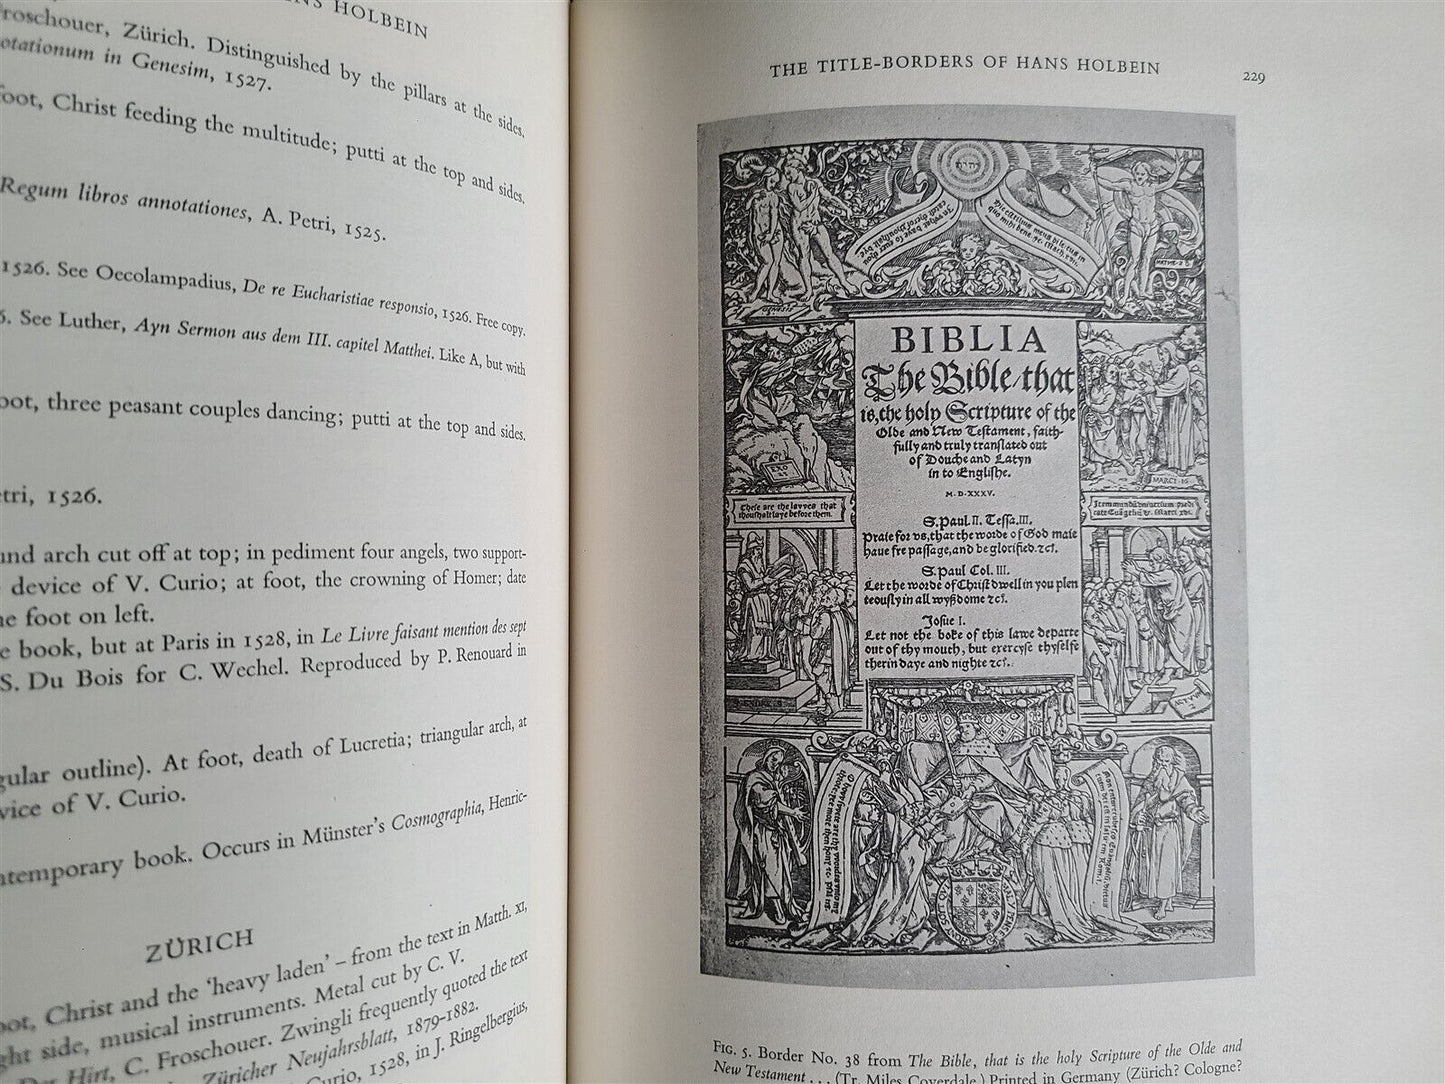 HANS HOLBEIN
Froschouer, Zürich. Distinguished by the pillars at the sides.
in Genesim, 1527.
foot, Christ feeding the multitude; putti at the top and sides.
Regum libros annotationes, A. Petri, 1525.
1526. See Oecolampadius, De re Eucharistiae responsio, 1526. Free copy.
See Luther, Ayn Sermon aus dem III. capitel Matthei. Like A, but with
foot, three peasant couples dancing; putti at the top and sides.
etri, 1526.
und arch cut off at top; in pediment four angels, two support-
device of V. Curio; at foot, the crowning of Homer; date
foot on left.
book, but at Paris in 1528, in Le Livre faisant mention des sept
S. Du Bois for C. Wechel. Reproduced by P. Renouard in
gular outline). At foot, death of Lucretia; triangular arch, at
vice of V. Curio.
ntemporary book. Occurs in Münster's Cosmographia, Henric-
ZÜRICH
oot, Christ and the 'heavy laden' – from the text in Matth. XI,
ght side, musical instruments. Metal cut by C. V.
Der Hirt, C. Froschouer. Zwingli frequently quoted the text
Züricher Neujahrsblatt, 1879-1882.
Curio, 1528, in J. Ringelbergius,
THE TITLE-BORDERS OF HANS HOLBEIN
229
MATHE·28
BIBLIA
The Bible/that
is, the holy Scripture of the
Olde and New Testament, faith-
fully and truly translated out
of Douche and Latyn
in to Englishe.
M.D.XXXV.
S. Paul. II. Tessa. III.
Praie for vs, that the worde of God maie
haue fre passage, and be glorified. zct.
S. Paul Col. III.
Let the worde of Christ dwell in you plen
teously in all wyßdome zct.
Josue I.
Let not the boke of this lawe departe
out of thy mouth, but exercyse thyselfe
therin daye and nighte zct.
EXO
These are the lawes that
thou shalt laye before them.
MARCI·16
FIG. 5. Border No. 38 from The Bible, that is the holy Scripture of the Olde and
New Testament . . . (Tr. Miles Coverdale.) Printed in Germany (Zürich? Cologne?